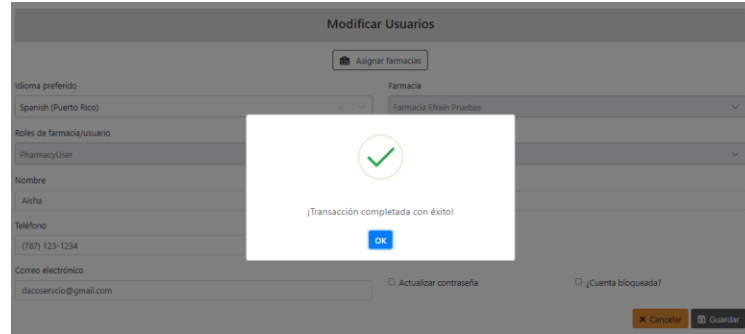 Modificar Usuarios
Asignar farmacias
Idioma preferido
Farmacia
Spanish (Puerto Rico)
Farmacia Efraín Pruebas
Roles de farmacia/usuario
PharmacyUser
Nombre
Aisha
¡Transacción completada con éxito!
Teléfono
OK
(787) 123-1234
Correo electrónico
dacoservcio@gmail.com
Actualizar contraseña
¿Cuenta bloqueada?
Cancelar
Guardar